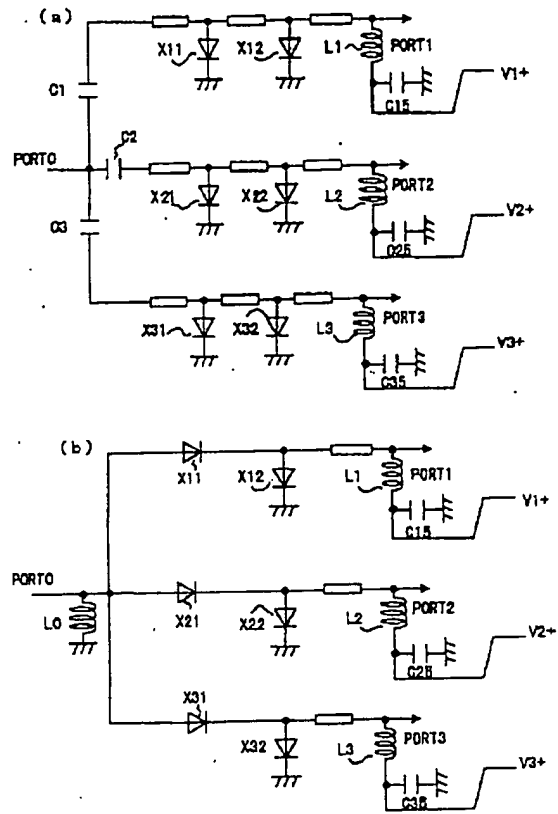 (a)
X11
X12
L1
PORT1
V1+
C1
C15
C2
PORT0
X21
X22
L2
PORT2
V2+
C3
C25
X31
X32
L3
PORT3
V3+
C35
(b)
X11
X12
L1
PORT1
V1+
C15
PORT0
L0
X21
X22
L2
PORT2
V2+
C25
X31
X32
L3
PORT3
V3+
C35